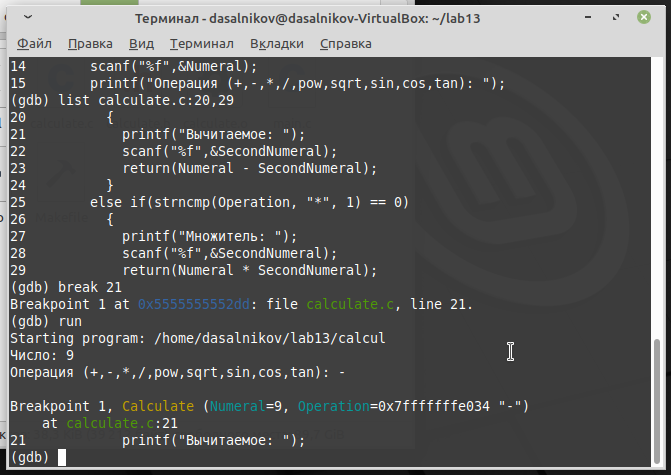 Терминал - dasalnikov@dasalnikov-VirtualBox: ~/lab13
Файл Правка Вид Терминал Вкладки Справка
14        scanf("%f",&Numeral);
15        printf("Операция (+,-,*,/,pow,sqrt,sin,cos,tan): ");
(gdb) list calculate.c:20,29
20          {
21            printf("Вычитаемое: ");
22            scanf("%f",&SecondNumeral);
23            return(Numeral - SecondNumeral);
24          }
25        else if(strncmp(Operation, "*", 1) == 0)
26          {
27            printf("Множитель: ");
28            scanf("%f",&SecondNumeral);
29            return(Numeral * SecondNumeral);
(gdb) break 21
Breakpoint 1 at 0x5555555552dd: file calculate.c, line 21.
(gdb) run
Starting program: /home/dasalnikov/lab13/calcul
Число: 9
Операция (+,-,*,/,pow,sqrt,sin,cos,tan): -
Breakpoint 1, Calculate (Numeral=9, Operation=0x7fffffffe034 "-")
    at calculate.c:21
21            printf("Вычитаемое: ");
(gdb)